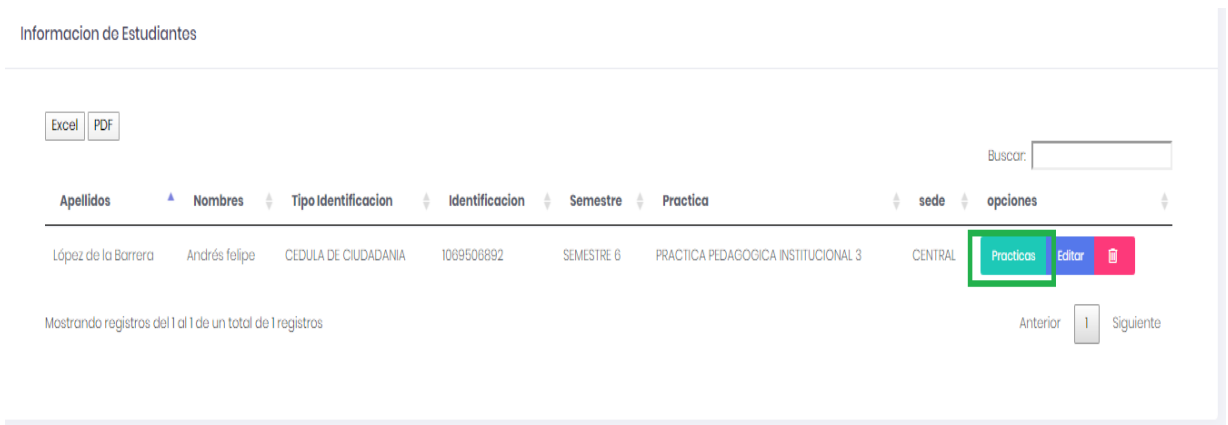 Informacion de Estudiantes
Excel PDF
Buscar:
Apellidos Nombres Tipo Identificacion Identificación Semestre Practica sede opciones
López de la Barrera Andrés felipe CEDULA DE CIUDADANIA 1069506892 SEMESTRE 6 PRACTICA PEDAGOGICA INSTITUCIONAL 3 CENTRAL Practicas Editar
Mostrando registros del 1 al 1 de un total de 1 registros Anterior 1 Siguiente